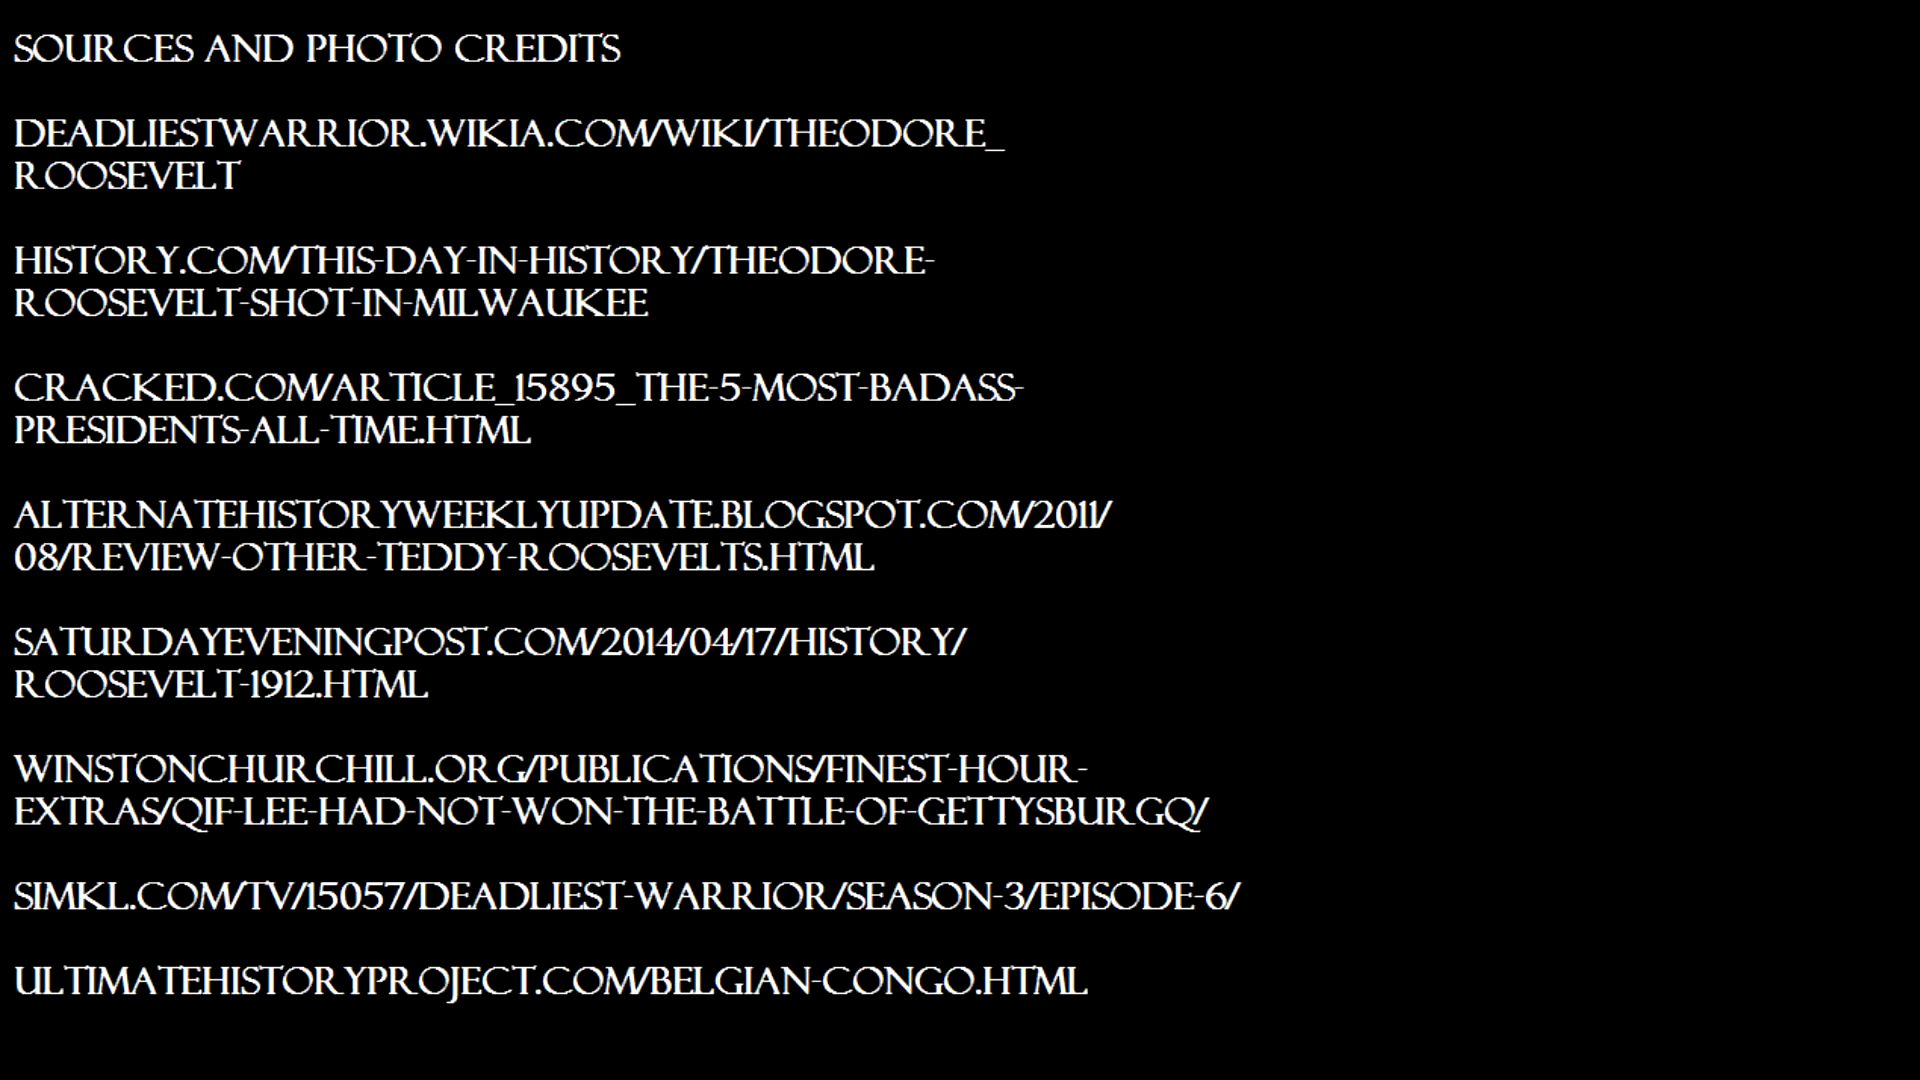 SOURCES AND PHOTO CREDITS
DEADLIESTWARRIOR.WIKIA.COM/WIKI/THEODORE_
ROOSEVELT
HISTORY.COM/THIS-DAY-IN-HISTORY/THEODORE-
ROOSEVELT-SHOT-IN-MILWAUKEE
CRACKED.COM/ARTICLE_15895_THE-5-MOST-BADASS-
PRESIDENTS-ALL-TIME.HTML
ALTERNATEHISTORYWEEKLYUPDATE.BLOGSPOT.COM/2011/
08/REVIEW-OTHER-TEDDY-ROOSEVELTS.HTML
SATURDAYEVENINGPOST.COM/2014/04/17/HISTORY/
ROOSEVELT-1912.HTML
WINSTONCHURCHILL.ORG/PUBLICATIONS/FINEST-HOUR-
EXTRAS/QIF-LEE-HAD-NOT-WON-THE-BATTLE-OF-GETTYSBURGQ/
SIMKL.COM/TV/15057/DEADLIEST-WARRIOR/SEASON-3/EPISODE-6/
ULTIMATEHISTORYPROJECT.COM/BELGIAN-CONGO.HTML